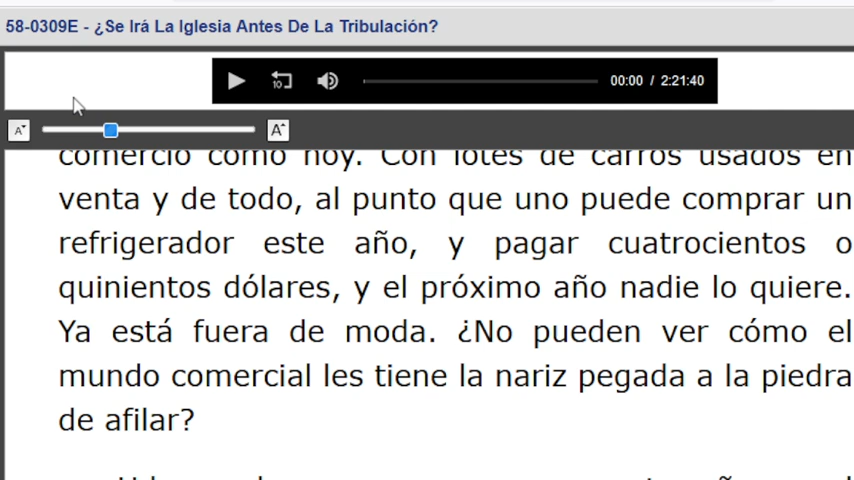 58-0309E - ¿Se Irá La Iglesia Antes De La Tribulación?
10
00:00 / 2:21:40
A
A
comercio como hoy. Con lotes de carros usados en
venta y de todo, al punto que uno puede comprar un
refrigerador este año, y pagar cuatrocientos o
quinientos dólares, y el próximo año nadie lo quiere.
Ya está fuera de moda. ¿No pueden ver cómo el
mundo comercial les tiene la nariz pegada a la piedra
de afilar?